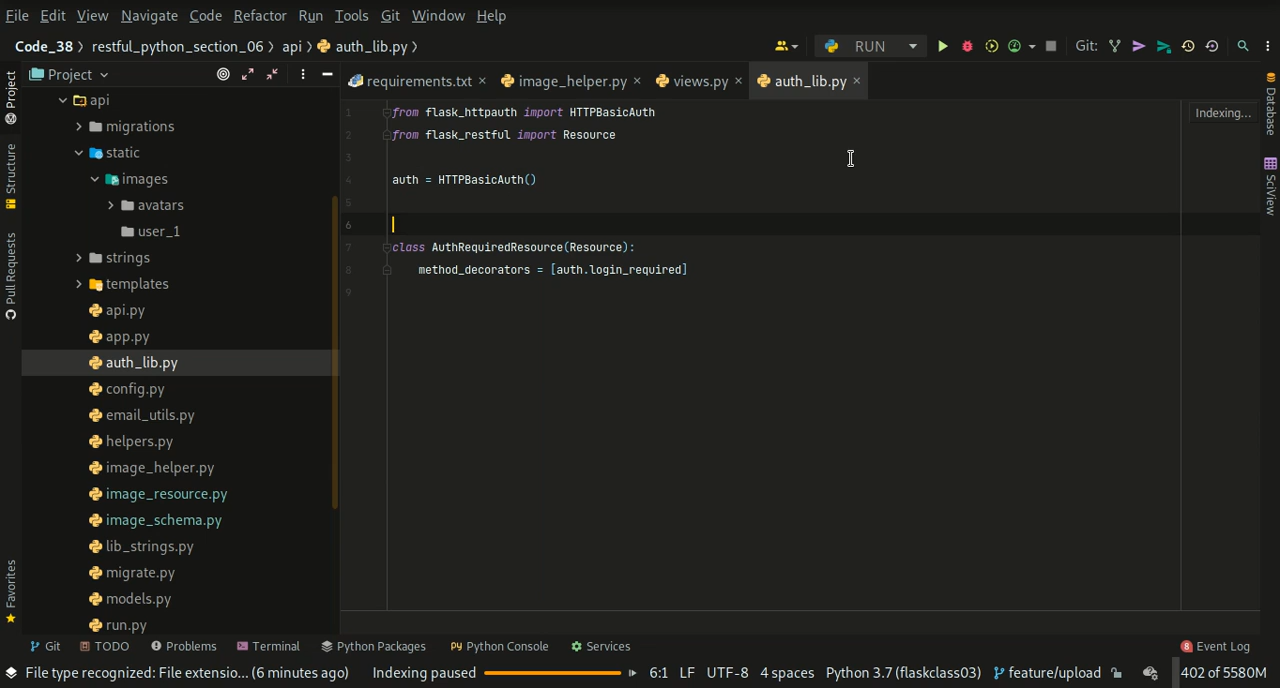 File Edit View Navigate Code Refactor Run Tools Git Window Help
Code_38 restful_python_section_06 api auth_lib.py RUN Git:
Project
requirements.txt image_helper.py views.py auth_lib.py
Project
Structure
Pull Requests
Favorites
api
migrations
static
images
avatars
user_1
strings
templates
api.py
app.py
auth_lib.py
config.py
email_utils.py
helpers.py
image_helper.py
image_resource.py
image_schema.py
lib_strings.py
migrate.py
models.py
run.py
1 from flask_httpauth import HTTPBasicAuth
2 from flask_restful import Resource
3
4 auth = HTTPBasicAuth()
5
6
7 class AuthRequiredResource(Resource):
8 method_decorators = [auth.login_required]
9
Indexing...
Database
SciView
Git TODO Problems Terminal Python Packages Python Console Services 8 Event Log
File type recognized: File extensio... (6 minutes ago) Indexing paused 6:1 LF UTF-8 4 spaces Python 3.7 (flaskclass03) feature/upload 402 of 5580M